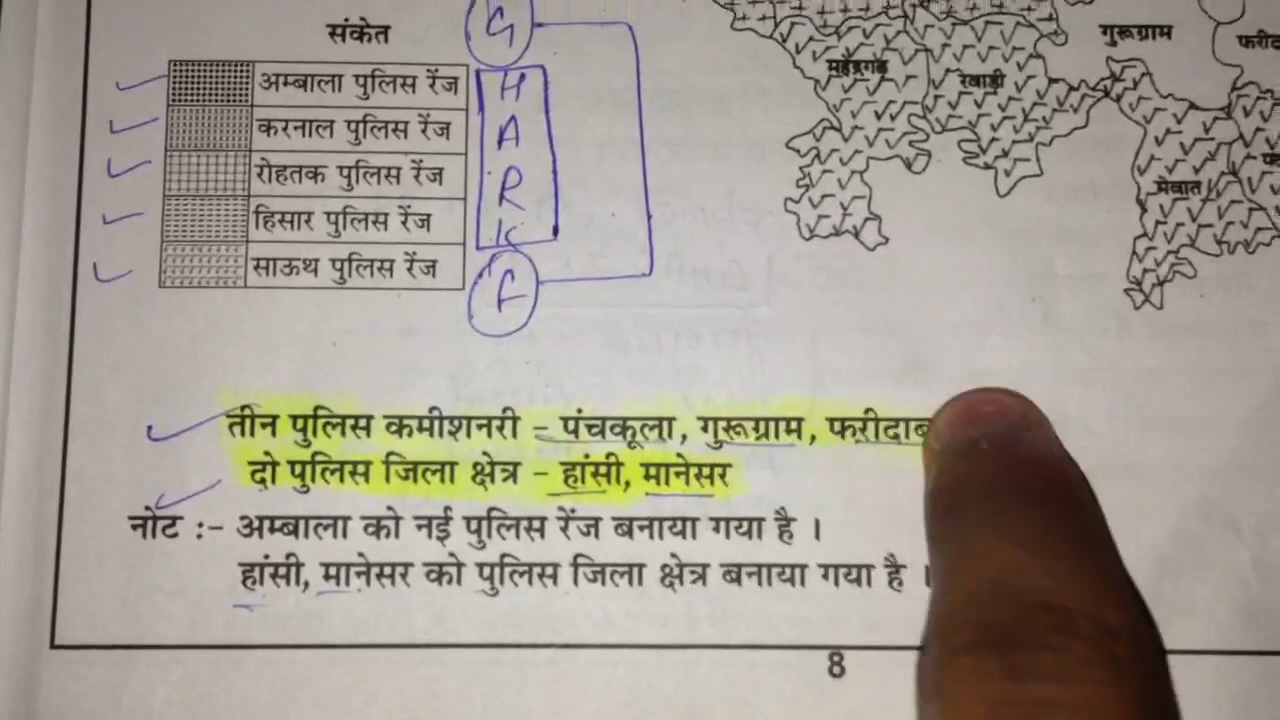 संकेत
G
गुरूग्राम
महेंद्रगढ़
रेवाड़ी
अम्बाला पुलिस रेंज
H
करनाल पुलिस रेंज
A
रोहतक पुलिस रेंज
R
मेवात
हिसार पुलिस रेंज
K
साऊथ पुलिस रेंज
तीन पुलिस कमीशनरी – पंचकूला, गुरूग्राम, फरीदाब
दो पुलिस जिला क्षेत्र – हांसी, मानेसर
नोट :– अम्बाला को नई पुलिस रेंज बनाया गया है ।
हांसी, मानेसर को पुलिस जिला क्षेत्र बनाया गया है ।
8